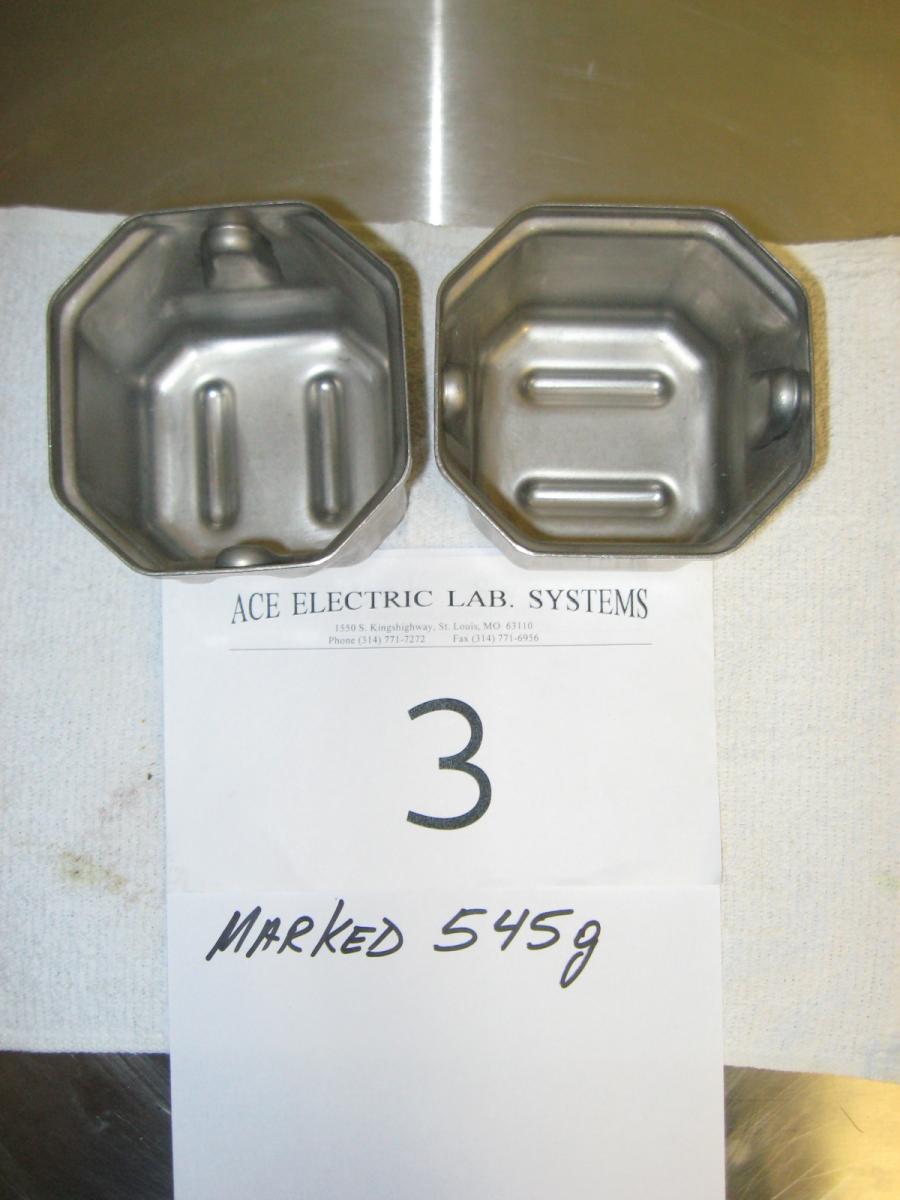 ACE ELECTRIC LAB. SYSTEMS
1550 S. Kingshighway, St. Louis, MO 63110
Phone (314) 771-7272 Fax (314) 771-6956
3
MARKED 545g